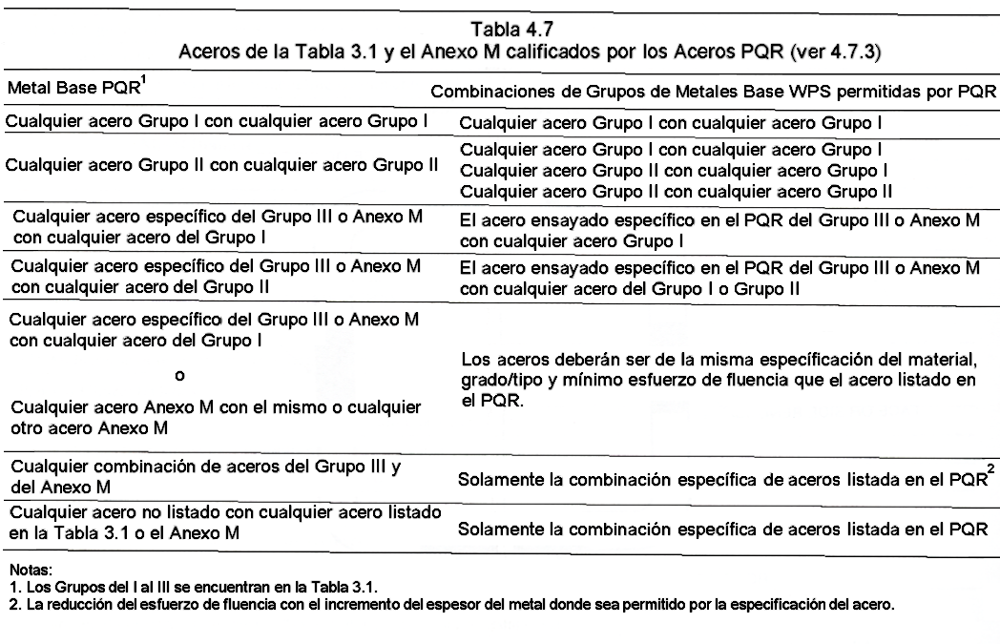 Tabla 4.7
Aceros de la Tabla 3.1 y el Anexo M calificados por los Aceros PQR (ver 4.7.3)
Metal Base PQR1
Combinaciones de Grupos de Metales Base WPS permitidas por PQR
Cualquier acero Grupo I con cualquier acero Grupo I
Cualquier acero Grupo I con cualquier acero Grupo I
Cualquier acero Grupo II con cualquier acero Grupo II
Cualquier acero Grupo I con cualquier acero Grupo I
Cualquier acero Grupo II con cualquier acero Grupo I
Cualquier acero Grupo II con cualquier acero Grupo II
Cualquier acero específico del Grupo III o Anexo M
con cualquier acero del Grupo I
El acero ensayado específico en el PQR del Grupo III o Anexo M
con cualquier acero Grupo I
Cualquier acero específico del Grupo III o Anexo M
con cualquier acero del Grupo II
El acero ensayado específico en el PQR del Grupo III o Anexo M
con cualquier acero del Grupo I o Grupo II
Cualquier acero específico del Grupo III o Anexo M
con cualquier acero del Grupo I
o
Cualquier acero Anexo M con el mismo o cualquier
otro acero Anexo M
Los aceros deberán ser de la misma específicación del material,
grado/tipo y mínimo esfuerzo de fluencia que el acero listado en
el PQR.
Cualquier combinación de aceros del Grupo III y
del Anexo M
Solamente la combinación específica de aceros listada en el PQR2
Cualquier acero no listado con cualquier acero listado
en la Tabla 3.1 o el Anexo M
Solamente la combinación específica de aceros listada en el PQR
Notas:
1. Los Grupos del I al III se encuentran en la Tabla 3.1.
2. La reducción del esfuerzo de fluencia con el incremento del espesor del metal donde sea permitido por la especificación del acero.